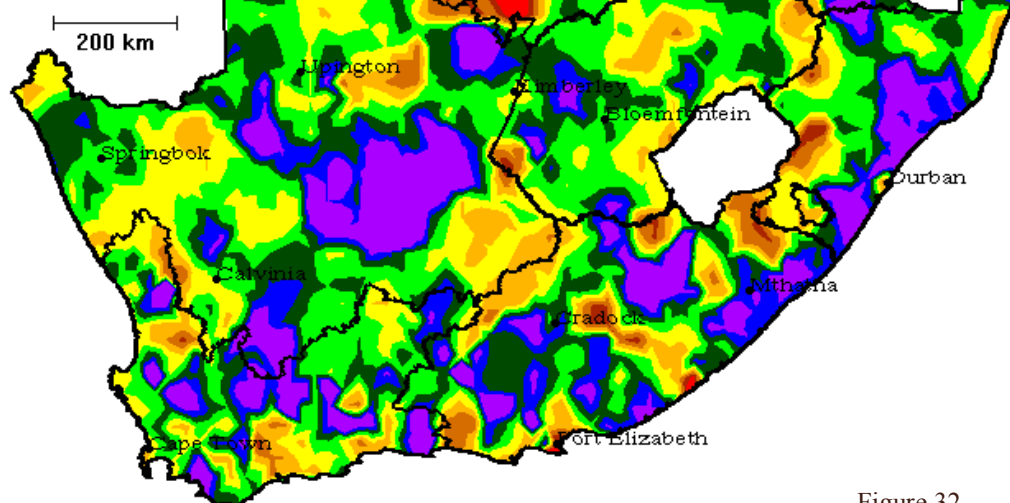 200 km
Upington
Kimberley
Bloemfontein
Springbok
Durban
Calvinia
Mthatha
Cradock
Cape Town
Port Elizabeth
Figure 32